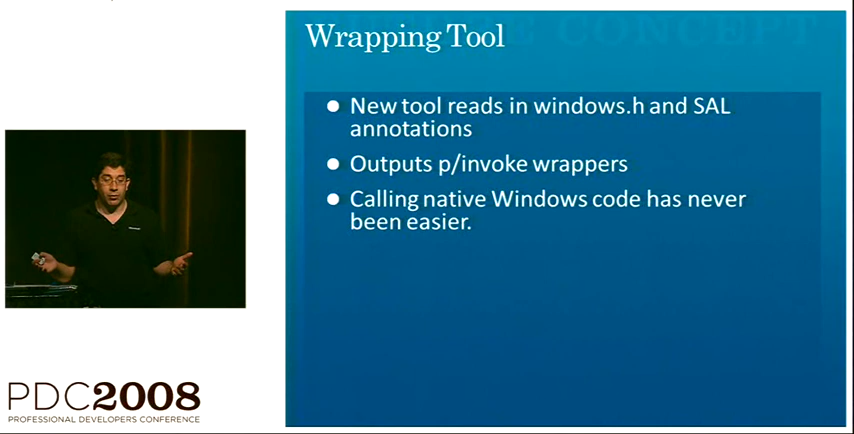 Wrapping Tool
New tool reads in windows.h and SAL
annotations
Outputs p/invoke wrappers
Calling native Windows code has never
been easier.
PDC2008
PROFESSIONAL DEVELOPERS CONFERENCE
CONCEPT